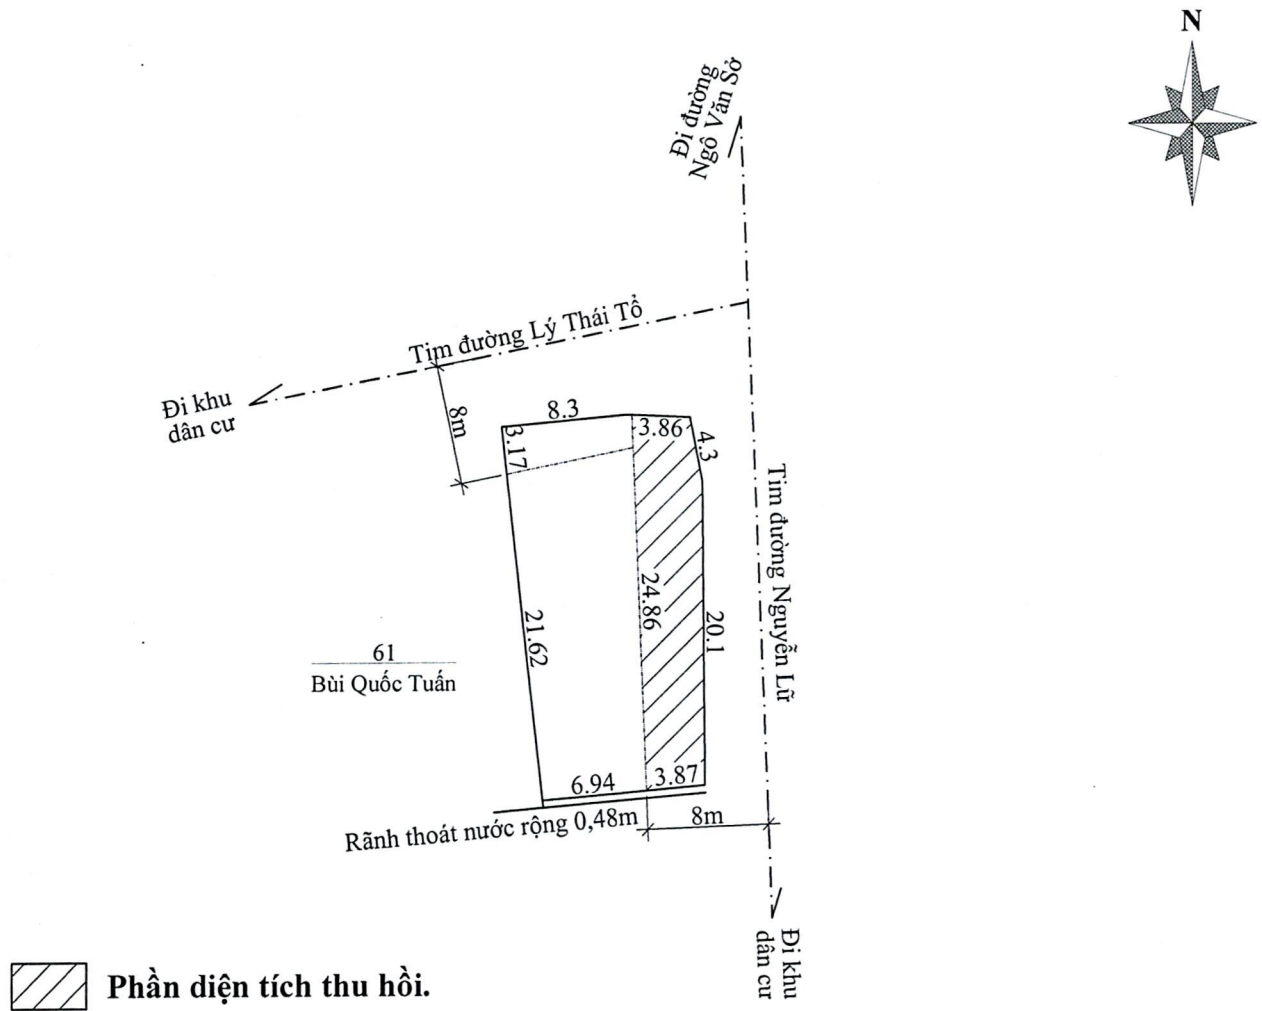 N
Đi đường
Ngô Văn Sở
Tim đường Lý Thái Tổ
Đi khu
dân cư
8m
8.3
3.86
3.17
4.3
Tim đường Nguyễn Lữ
24.86
20.1
21.62
61
Bùi Quốc Tuấn
6.94
3.87
Rãnh thoát nước rộng 0,48m
8m
Đi khu
dân cư
Phần diện tích thu hồi.